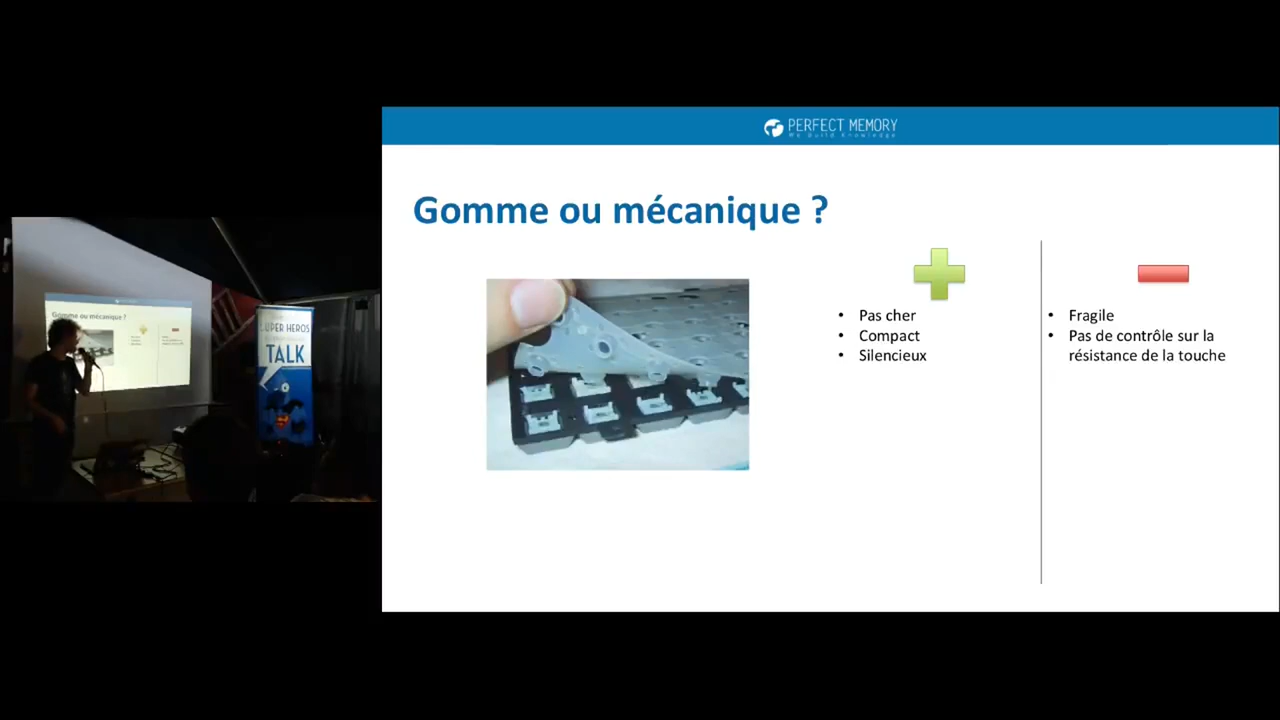 PERFECT MEMORY
We Build Knowledge
Gomme ou mécanique ?
• Pas cher
• Compact
• Silencieux
• Fragile
• Pas de contrôle sur la
résistance de la touche
Gomme ou mécanique ?
SUPER HEROS
TALK